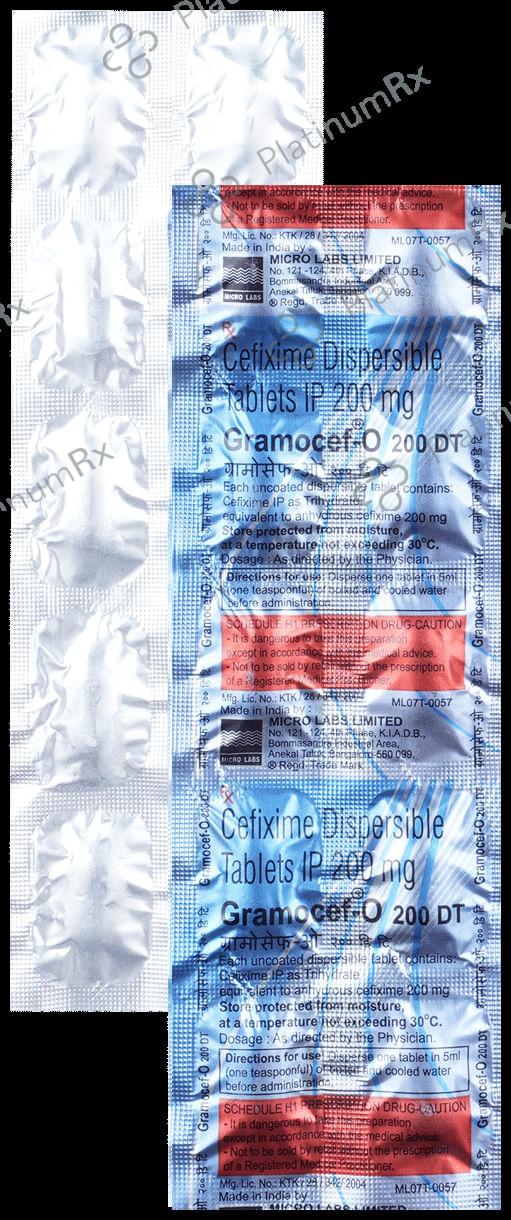 PlatinumRx
PlatinumRx
PlatinumRx
except in accordance with the medical advice.
- Not to be sold by retail without the prescription
of a Registered Medical Practitioner.
Mfg. Lic. No.: KTK / 28 / 342/ 2004
ML07T-0057
Made in India by :
MICRO LABS
MICRO LABS LIMITED
No. 121 -124, 4th Phase, K.I.A.D.B.,
Bommasandra Industrial Area,
Anekal Taluk, Bangalore-560 099.
® Regd. Trade Mark
Rx
Cefixime Dispersible
Tablets IP 200 mg
Gramocef-O® 200 DT
ग्रामोसेफ-ओ २०० डि टि
Each uncoated dispersible tablet contains:
Cefixime IP as Trihydrate
equivalent to anhydrous cefixime 200 mg
Store protected from moisture,
at a temperature not exceeding 30°C.
Dosage : As directed by the Physician.
Directions for use: Disperse one tablet in 5ml
(one teaspoonful) of boiled and cooled water
before administration.
SCHEDULE H1 PRESCRIPTION DRUG-CAUTION
- It is dangerous to take this preparation
except in accordance with the medical advice.
- Not to be sold by retail without the prescription
of a Registered Medical Practitioner.
Mfg. Lic. No.: KTK / 28 / 342/ 2004
ML07T-0057
Made in India by :
MICRO LABS
MICRO LABS LIMITED
No. 121 -124, 4th Phase, K.I.A.D.B.,
Bommasandra Industrial Area,
Anekal Taluk, Bangalore-560 099.
® Regd. Trade Mark
Rx
Cefixime Dispersible
Tablets IP 200 mg
Gramocef-O® 200 DT
ग्रामोसेफ-ओ २०० डि टि
Each uncoated dispersible tablet contains:
Cefixime IP as Trihydrate
equivalent to anhydrous cefixime 200 mg
Store protected from moisture,
at a temperature not exceeding 30°C.
Dosage : As directed by the Physician.
Directions for use: Disperse one tablet in 5ml
(one teaspoonful) of boiled and cooled water
before administration.
SCHEDULE H1 PRESCRIPTION DRUG-CAUTION
- It is dangerous to take this preparation
except in accordance with the medical advice.
- Not to be sold by retail without the prescription
of a Registered Medical Practitioner.
Mfg. Lic. No.: KTK / 28 / 342/ 2004
ML07T-0057
Made in India by
MICRO LABS LIMITED
Gramocef-O 200 DT
ग्रामोसेफ-ओ २०० डि टि
Gramocef-O 200 DT
ग्रामोसेफ-ओ २०० डि टि